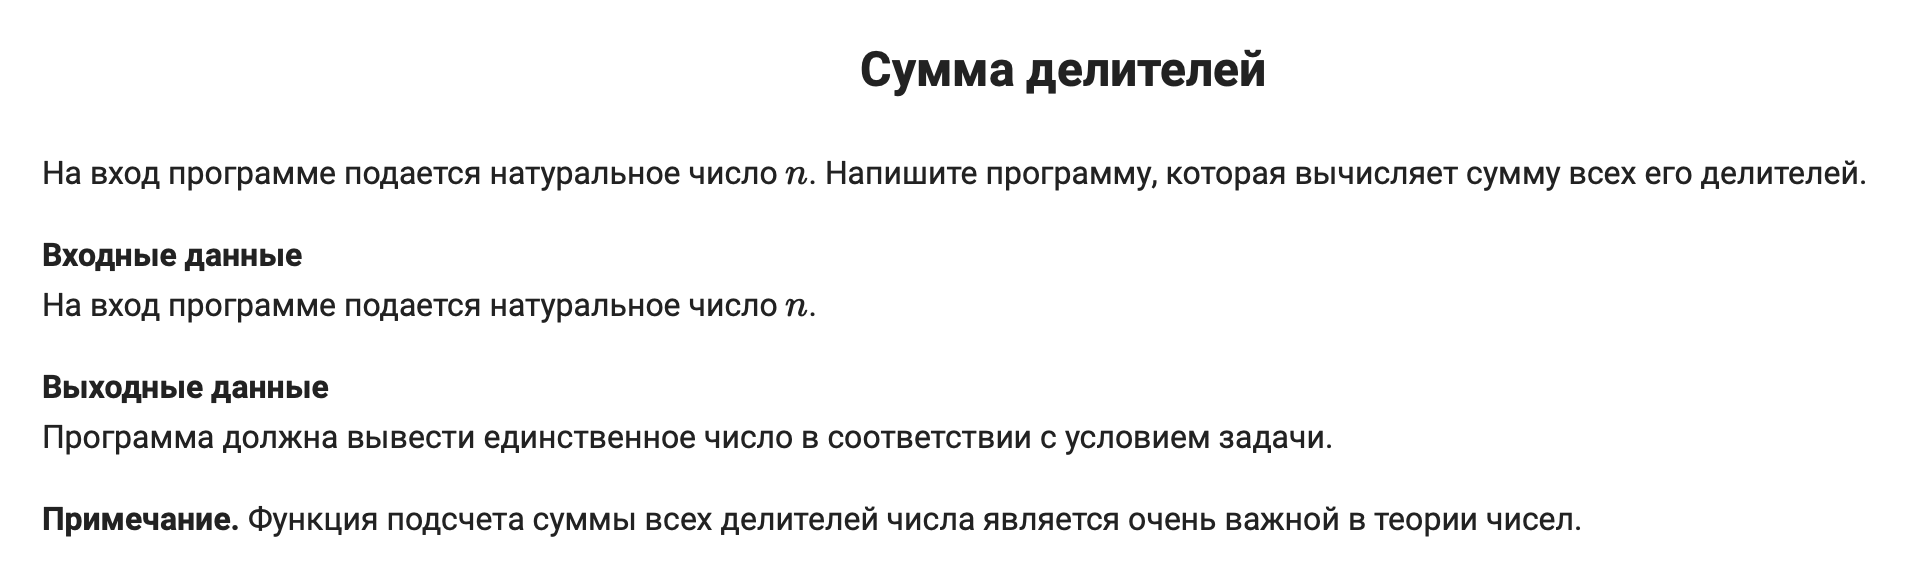 Сумма делителей
На вход программе подается натуральное число n. Напишите программу, которая вычисляет сумму всех его делителей.
Входные данные
На вход программе подается натуральное число n.
Выходные данные
Программа должна вывести единственное число в соответствии с условием задачи.
Примечание. Функция подсчета суммы всех делителей числа является очень важной в теории чисел.